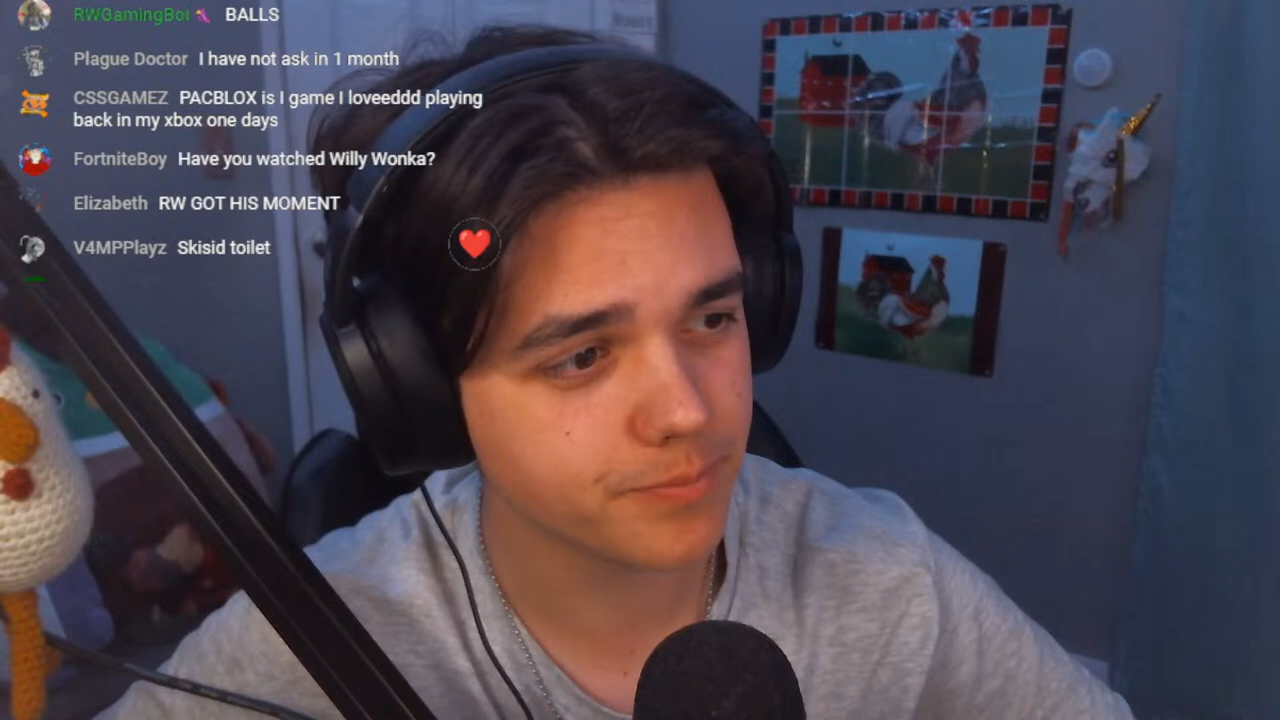 RWGamingBoi BALLS
Plague Doctor I have not ask in 1 month
CSSGAMEZ PACBLOX is I game I loveeddd playing
back in my xbox one days
FortniteBoy Have you watched Willy Wonka?
Elizabeth RW GOT HIS MOMENT
V4MPPlayz Skisid toilet